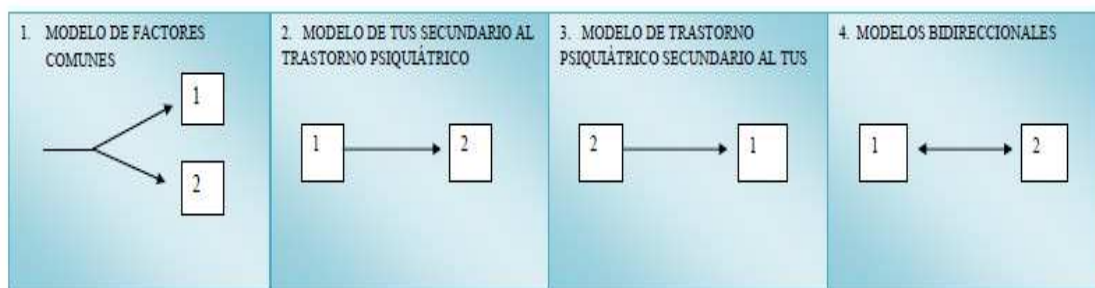 1. MODELO DE FACTORES
COMUNES
1
2
2. MODELO DE TUS SECUNDARIO AL
TRASTORNO PSIQUIÁTRICO
1
2
3. MODELO DE TRASTORNO
PSIQUIÁTRICO SECUNDARIO AL TUS
2
1
4. MODELOS BIDIRECCIONALES
1
2